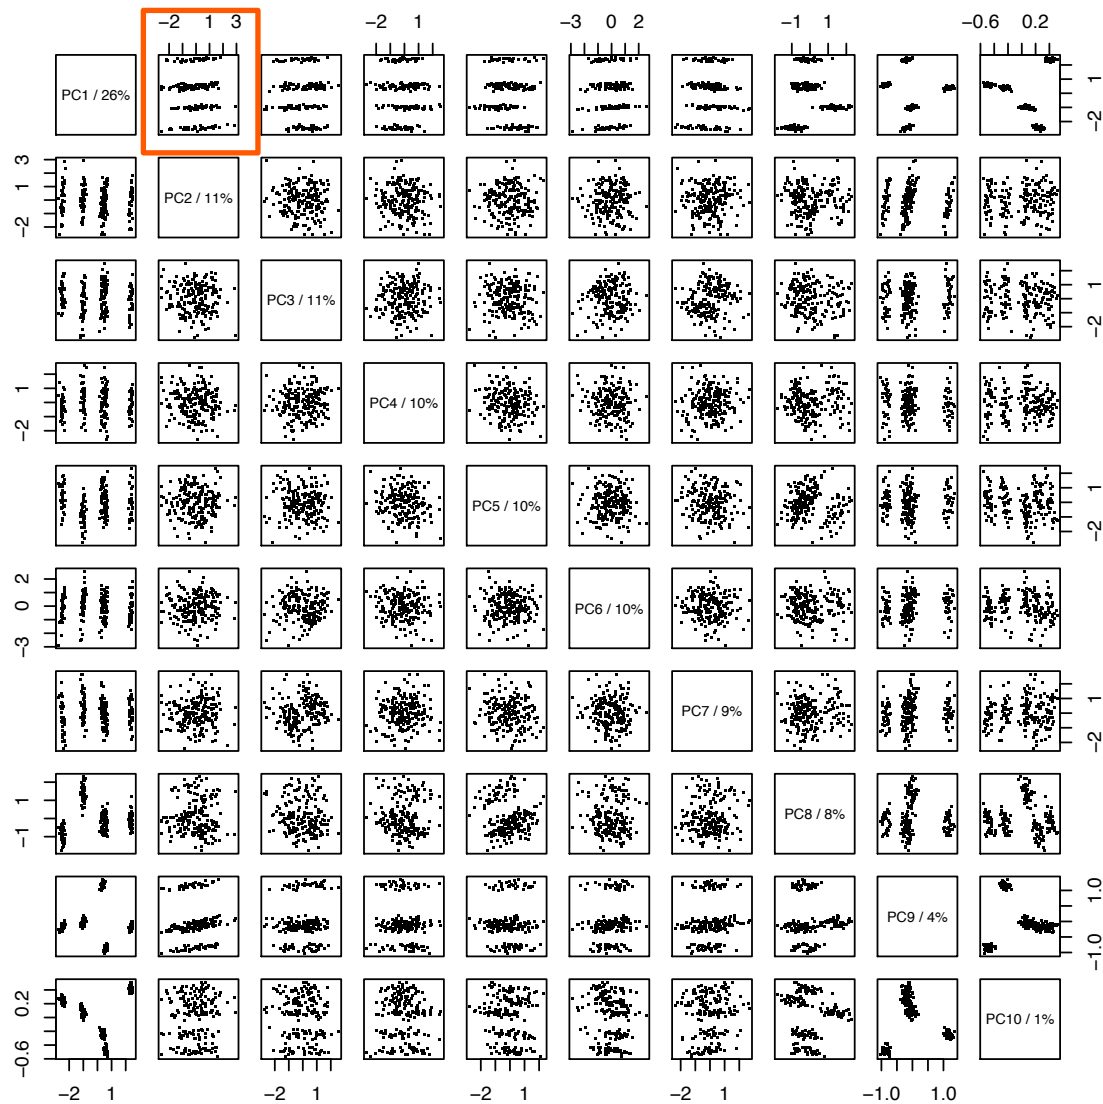 −2 1 3 −2 1 −3 0 2 −1 1 −0.6 0.2
PC1 / 26%
−2 1
3 1 −2
PC2 / 11%
PC3 / 11%
−2 1
1 −2
PC4 / 10%
PC5 / 10%
−2 1
2 0 −3
PC6 / 10%
PC7 / 9%
−2 1
1 −1
PC8 / 8%
PC9 / 4%
−1.0 1.0
0.2 −0.6
PC10 / 1%
−2 1 −2 1 −2 1 −1.0 1.0